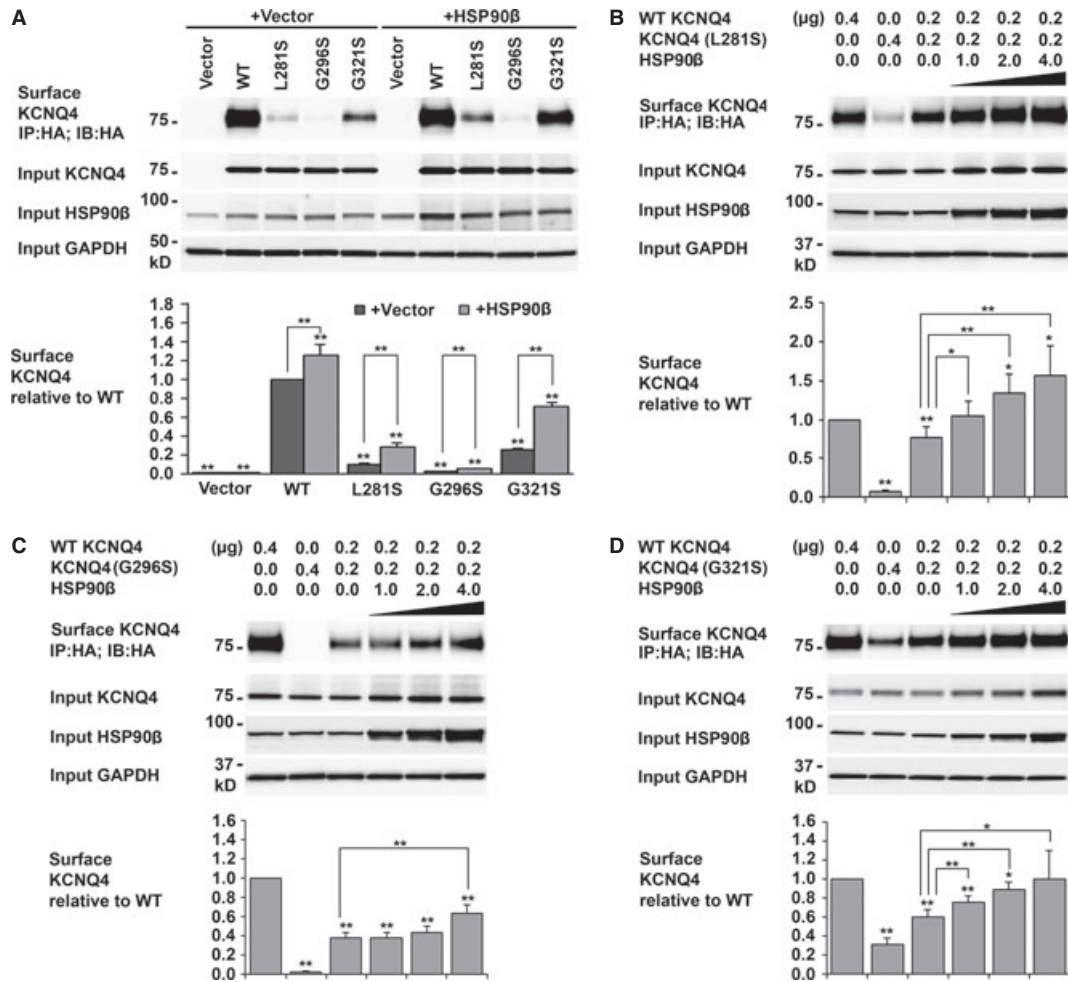 A
+Vector
+HSP90ß
Vector
WT
L281S
G296S
G321S
Vector
WT
L281S
G296S
G321S
Surface
KCNQ4
IP:HA; IB:HA
75
Input KCNQ4
75
100
Input HSP90ß
50
Input GAPDH
kD
1.8
1.6
1.4
1.2
1.0
0.8
0.6
0.4
0.2
0.0
+Vector
+HSP90ß
Surface
KCNQ4
relative to WT
** ** ** ** ** ** ** ** ** ** ** ** **
Vector WT L281S G296S G321S
B
WT KCNQ4 (µg) 0.4 0.0 0.2 0.2 0.2 0.2
KCNQ4 (L281S) 0.0 0.4 0.2 0.2 0.2 0.2
HSP90ß 0.0 0.0 0.0 1.0 2.0 4.0
Surface KCNQ4
IP:HA; IB:HA
75
Input KCNQ4
75
100
Input HSP90ß
37
Input GAPDH
kD
2.5
2.0
1.5
1.0
0.5
0.0
Surface
KCNQ4
relative to WT
** ** * ** ** * *
C
WT KCNQ4 (µg) 0.4 0.0 0.2 0.2 0.2 0.2
KCNQ4 (G296S) 0.0 0.4 0.2 0.2 0.2 0.2
HSP90ß 0.0 0.0 0.0 1.0 2.0 4.0
Surface KCNQ4
IP:HA; IB:HA
75
Input KCNQ4
75
100
Input HSP90ß
37
Input GAPDH
kD
1.6
1.4
1.2
1.0
0.8
0.6
0.4
0.2
0.0
Surface
KCNQ4
relative to WT
** ** ** ** ** **
D
WT KCNQ4 (µg) 0.4 0.0 0.2 0.2 0.2 0.2
KCNQ4 (G321S) 0.0 0.4 0.2 0.2 0.2 0.2
HSP90ß 0.0 0.0 0.0 1.0 2.0 4.0
Surface KCNQ4
IP:HA; IB:HA
75
Input KCNQ4
75
100
Input HSP90ß
37
Input GAPDH
kD
1.6
1.4
1.2
1.0
0.8
0.6
0.4
0.2
0.0
Surface
KCNQ4
relative to WT
* ** ** ** ** ** *